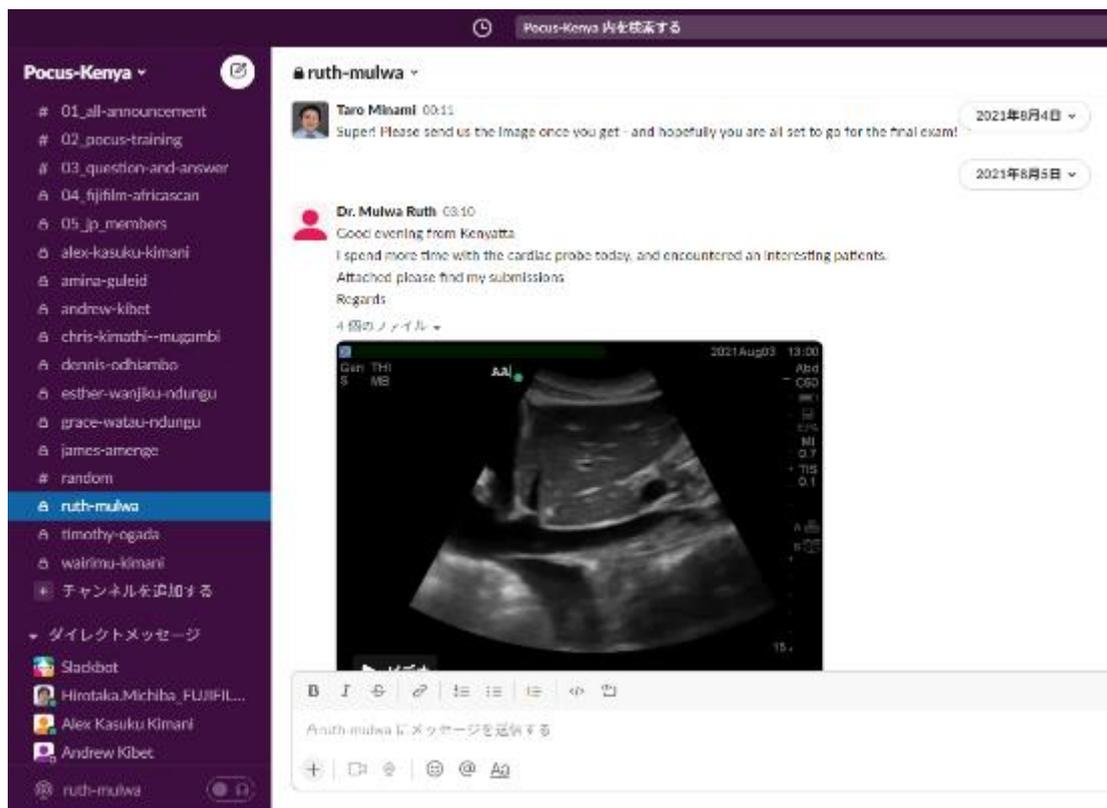 Pocus-Kenya 内を検索する
Pocus-Kenya
# 01_all-announcement
# 02_pocus-training
# 03_question-and-answer
04_fijifilm-africascan
05_jp_members
alex-kasuku-kimani
amina-guleid
andrew-kibet
chris-kimathi--mugambi
dennis-odhiambo
esther-wanjiku-ndungu
grace-watau-ndungu
james-amenge
# random
ruth-mulwa
timothy-ogada
wairimu-kimani
+ チャンネルを追加する
ダイレクトメッセージ
Slackbot
Hirotaka.Michiba_FUJIFIL...
Alex Kasuku Kimani
Andrew Kibet
ruth-mulwa
ruth-mulwa
Taro Minami 00:11
Super! Please send us the image once you get - and hopefully you are all set to go for the final exam!
2021年8月4日
2021年8月5日
Dr. Mulwa Ruth 03:10
Good evening from Kenyatta
I spend more time with the cardiac probe today, and encountered an interesting patients.
Attached please find my submissions
Regards
4 個のファイル
2021Aug03 13:00
Gen THI
S MB
Abd
C60
MI
0.7
TIS
0.1
15
ビデオ
B I S
ruth-mulwa にメッセージを送信する
+ @ Aa